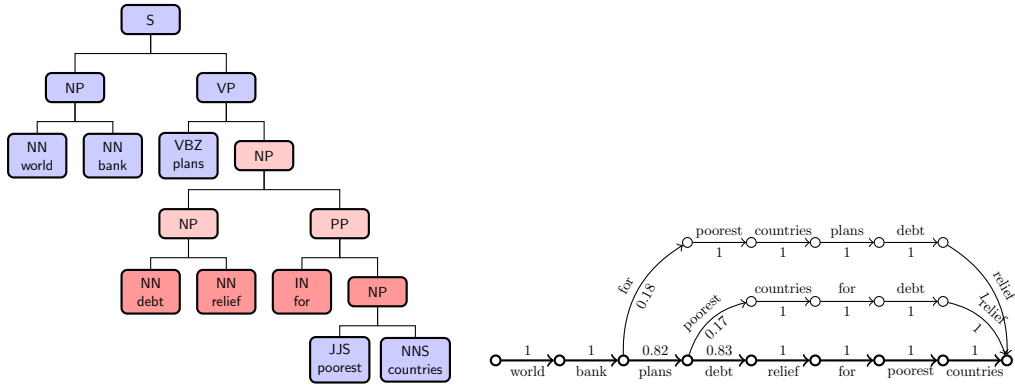 S
NP
VP
NN
world
NN
bank
VBZ
plans
NP
NP
PP
NN
debt
NN
relief
IN
for
NP
JJS
poorest
NNS
countries
poorest countries plans debt
1 1 1 1
for
0.18
relief
1
poorest
0.17
countries for debt
1 1 1
relief
1
1 1 0.82 0.83 1 1 1 1
world bank plans debt relief for poorest countries